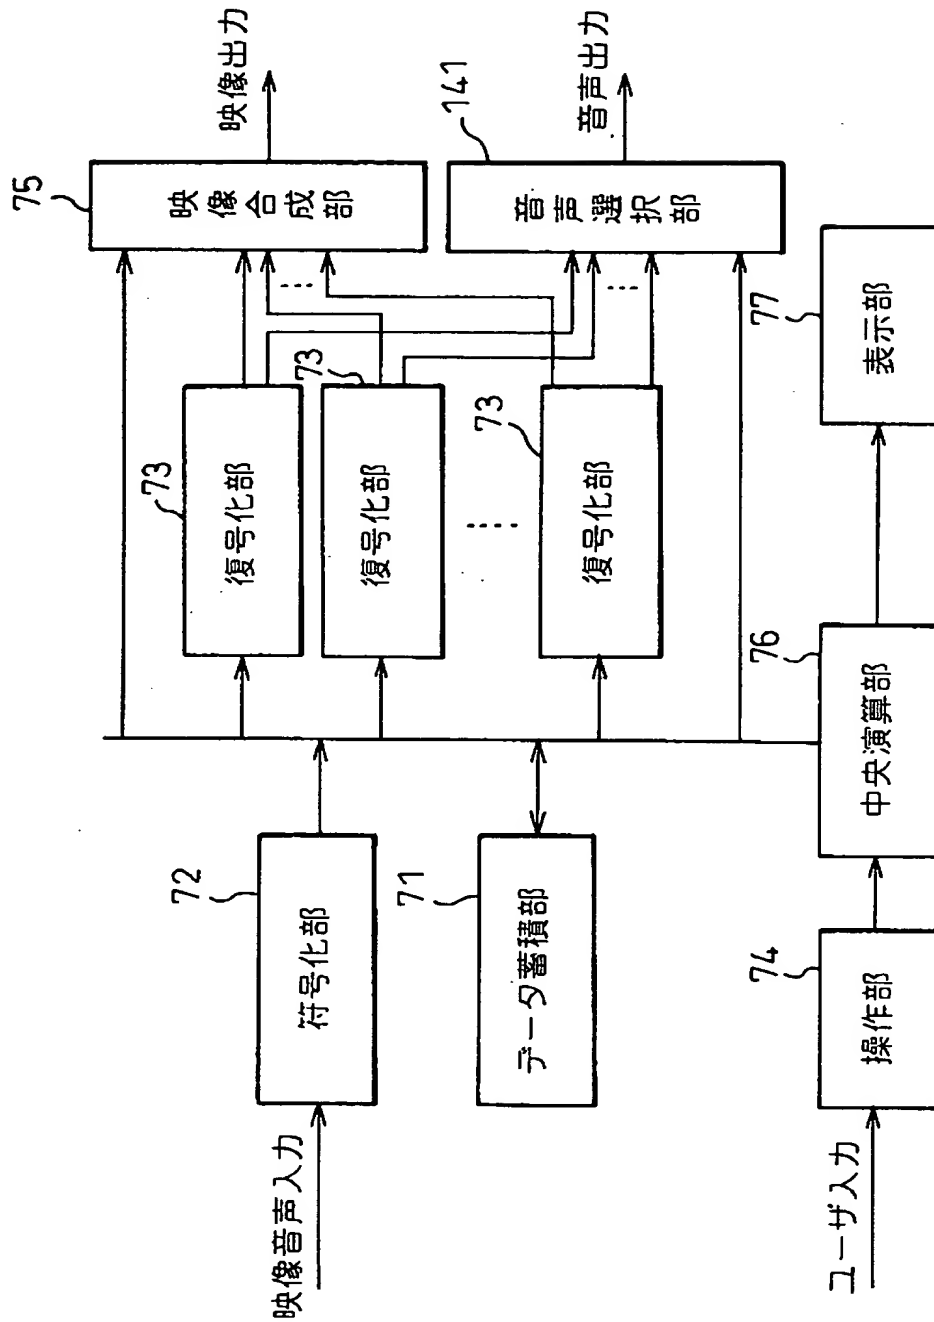 映像音声入力
72
符号化部
71
データ蓄積部
73
復号化部
73
復号化部
73
復号化部
75
映像合成部
映像出力
141
音声選択部
音声出力
ユーザ入力
74
操作部
76
中央演算部
77
表示部